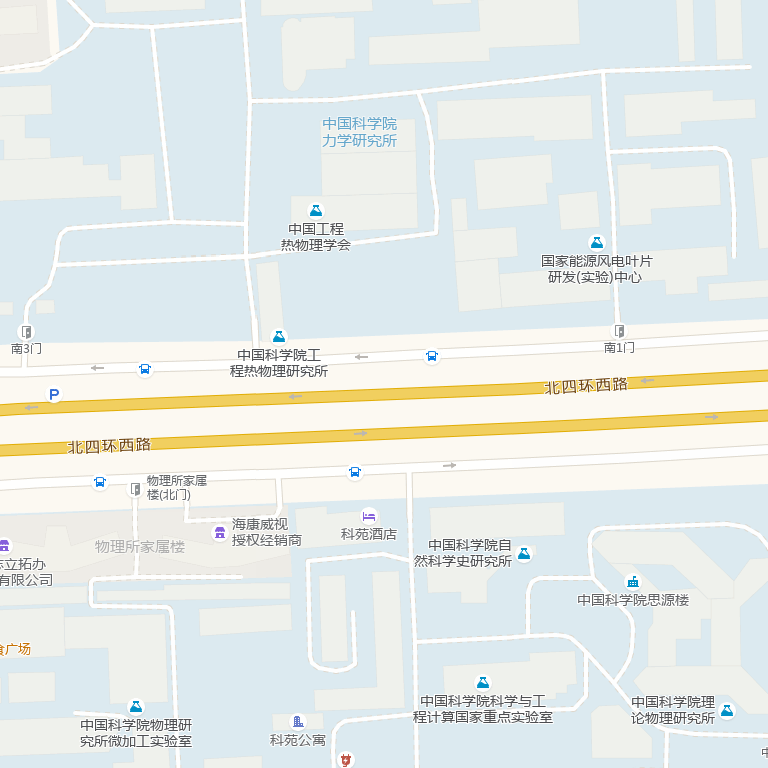 中国科学院
力学研究所
中国工程
热物理学会
国家能源风电叶片
研发(实验)中心
南3门
南1门
中国科学院工
程热物理研究所
P
北四环西路
北四环西路
物理所家属
楼(北门)
海康威视
授权经销商
科苑酒店
物理所家属楼
中国科学院自
然科学史研究所
志立拓办
有限公司
中国科学院思源楼
食广场
中国科学院科学与工
程计算国家重点实验室
中国科学院理
论物理研究所
中国科学院物理研
究所微加工实验室
科苑公寓
中